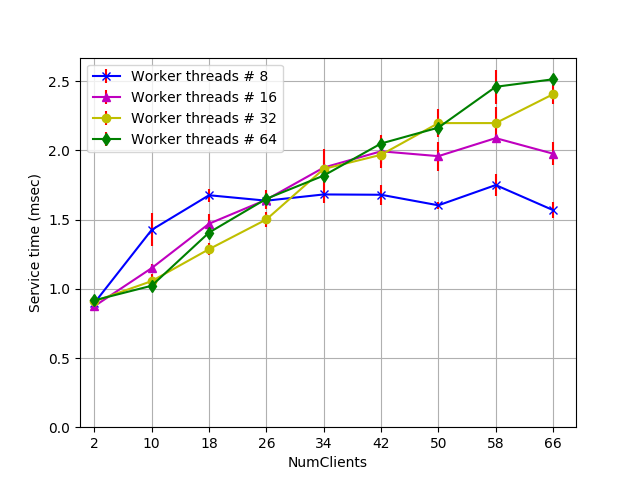 Worker threads # 8
Worker threads # 16
Worker threads # 32
Worker threads # 64
2.5
2.0
1.5
1.0
0.5
0.0
Service time (msec)
2 10 18 26 34 42 50 58 66
NumClients